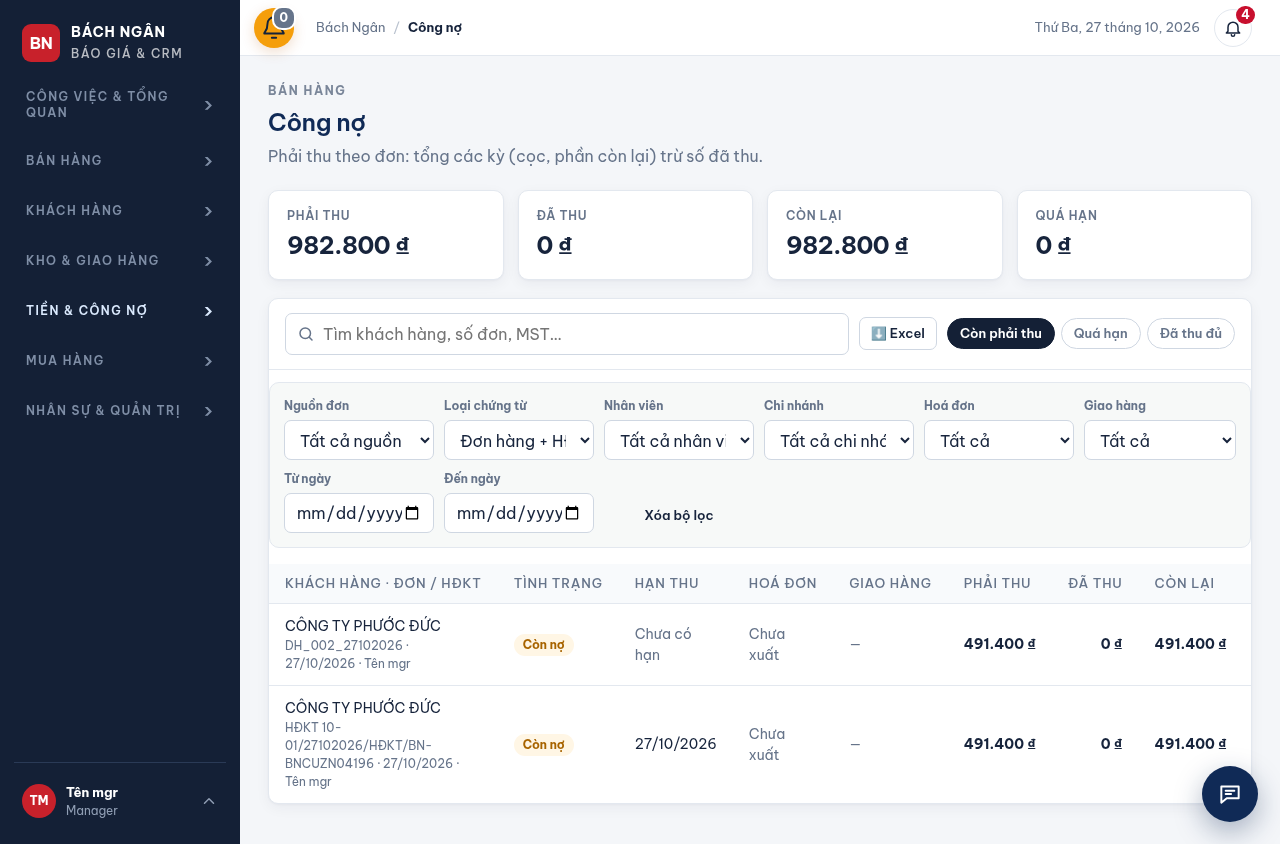 BN
BÁCH NGÂN
BÁO GIÁ & CRM
CÔNG VIỆC & TỔNG
QUAN
BÁN HÀNG
KHÁCH HÀNG
KHO & GIAO HÀNG
TIỀN & CÔNG NỢ
MUA HÀNG
NHÂN SỰ & QUẢN TRỊ
TM
Tên mgr
Manager
0
Bách Ngân / Công nợ
Thứ Ba, 27 tháng 10, 2026
4
BÁN HÀNG
Công nợ
Phải thu theo đơn: tổng các kỳ (cọc, phần còn lại) trừ số đã thu.
PHẢI THU
982.800 ₫
ĐÃ THU
0 ₫
CÒN LẠI
982.800 ₫
QUÁ HẠN
0 ₫
Tìm khách hàng, số đơn, MST...
⬇️ Excel
Còn phải thu
Quá hạn
Đã thu đủ
Nguồn đơn
Loại chứng từ
Nhân viên
Chi nhánh
Hoá đơn
Giao hàng
Tất cả nguồn
Đơn hàng + H
Tất cả nhân v
Tất cả chi nhá
Tất cả
Tất cả
Từ ngày
Đến ngày
mm/dd/yyyy
mm/dd/yyyy
Xóa bộ lọc
KHÁCH HÀNG · ĐƠN / HĐKT
TÌNH TRẠNG
HẠN THU
HOÁ ĐƠN
GIAO HÀNG
PHẢI THU
ĐÃ THU
CÒN LẠI
CÔNG TY PHƯỚC ĐỨC
DH_002_27102026 ·
27/10/2026 · Tên mgr
Còn nợ
Chưa có
hạn
Chưa
xuất
—
491.400 ₫
0 ₫
491.400 ₫
CÔNG TY PHƯỚC ĐỨC
HĐKT 10-
01/27102026/HĐKT/BN-
BNCUZN04196 · 27/10/2026 ·
Tên mgr
Còn nợ
27/10/2026
Chưa
xuất
—
491.400 ₫
0 ₫
491.400 ₫